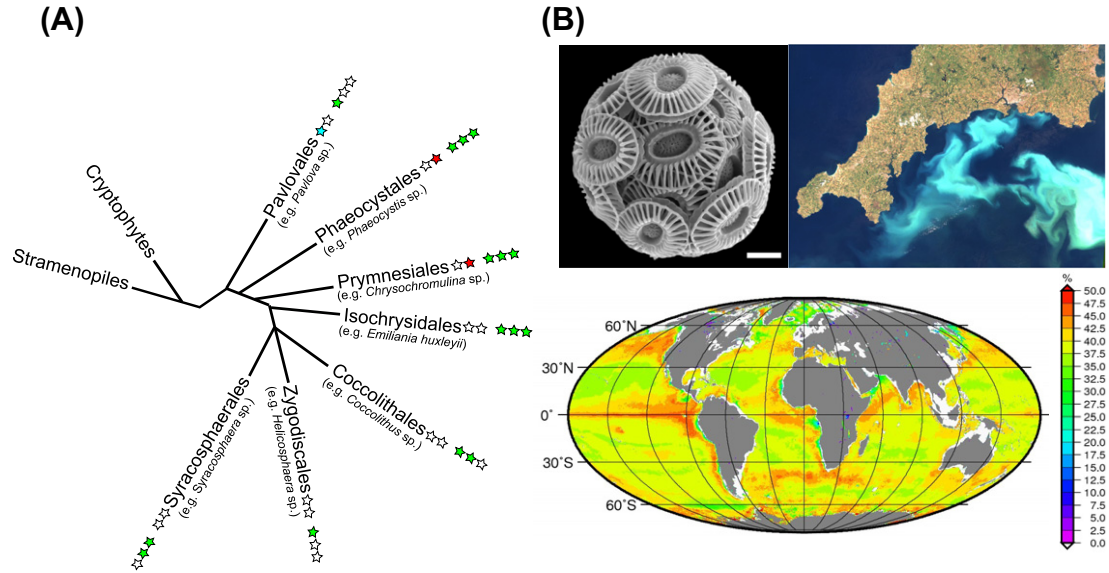 (A)
(B)
Pavlovales
(e.g. Pavlova sp.)
Phaeocystales
(e.g. Phaeocystis sp.)
Cryptophytes
Stramenopiles
Prymnesiales
(e.g. Chrysochromulina sp.)
Isochrysidales
(e.g. Emiliania huxleyii)
Coccolithales
(e.g. Coccolithus sp.)
Zygodiscales
(e.g. Helicosphaera sp.)
Syracosphaerales
(e.g. Syracosphaera sp.)
60°N
30°N
0°
30°S
60°S
%
50.0
47.5
45.0
42.5
40.0
37.5
35.0
32.5
30.0
27.5
25.0
22.5
20.0
17.5
15.0
12.5
10.0
7.5
5.0
2.5
0.0